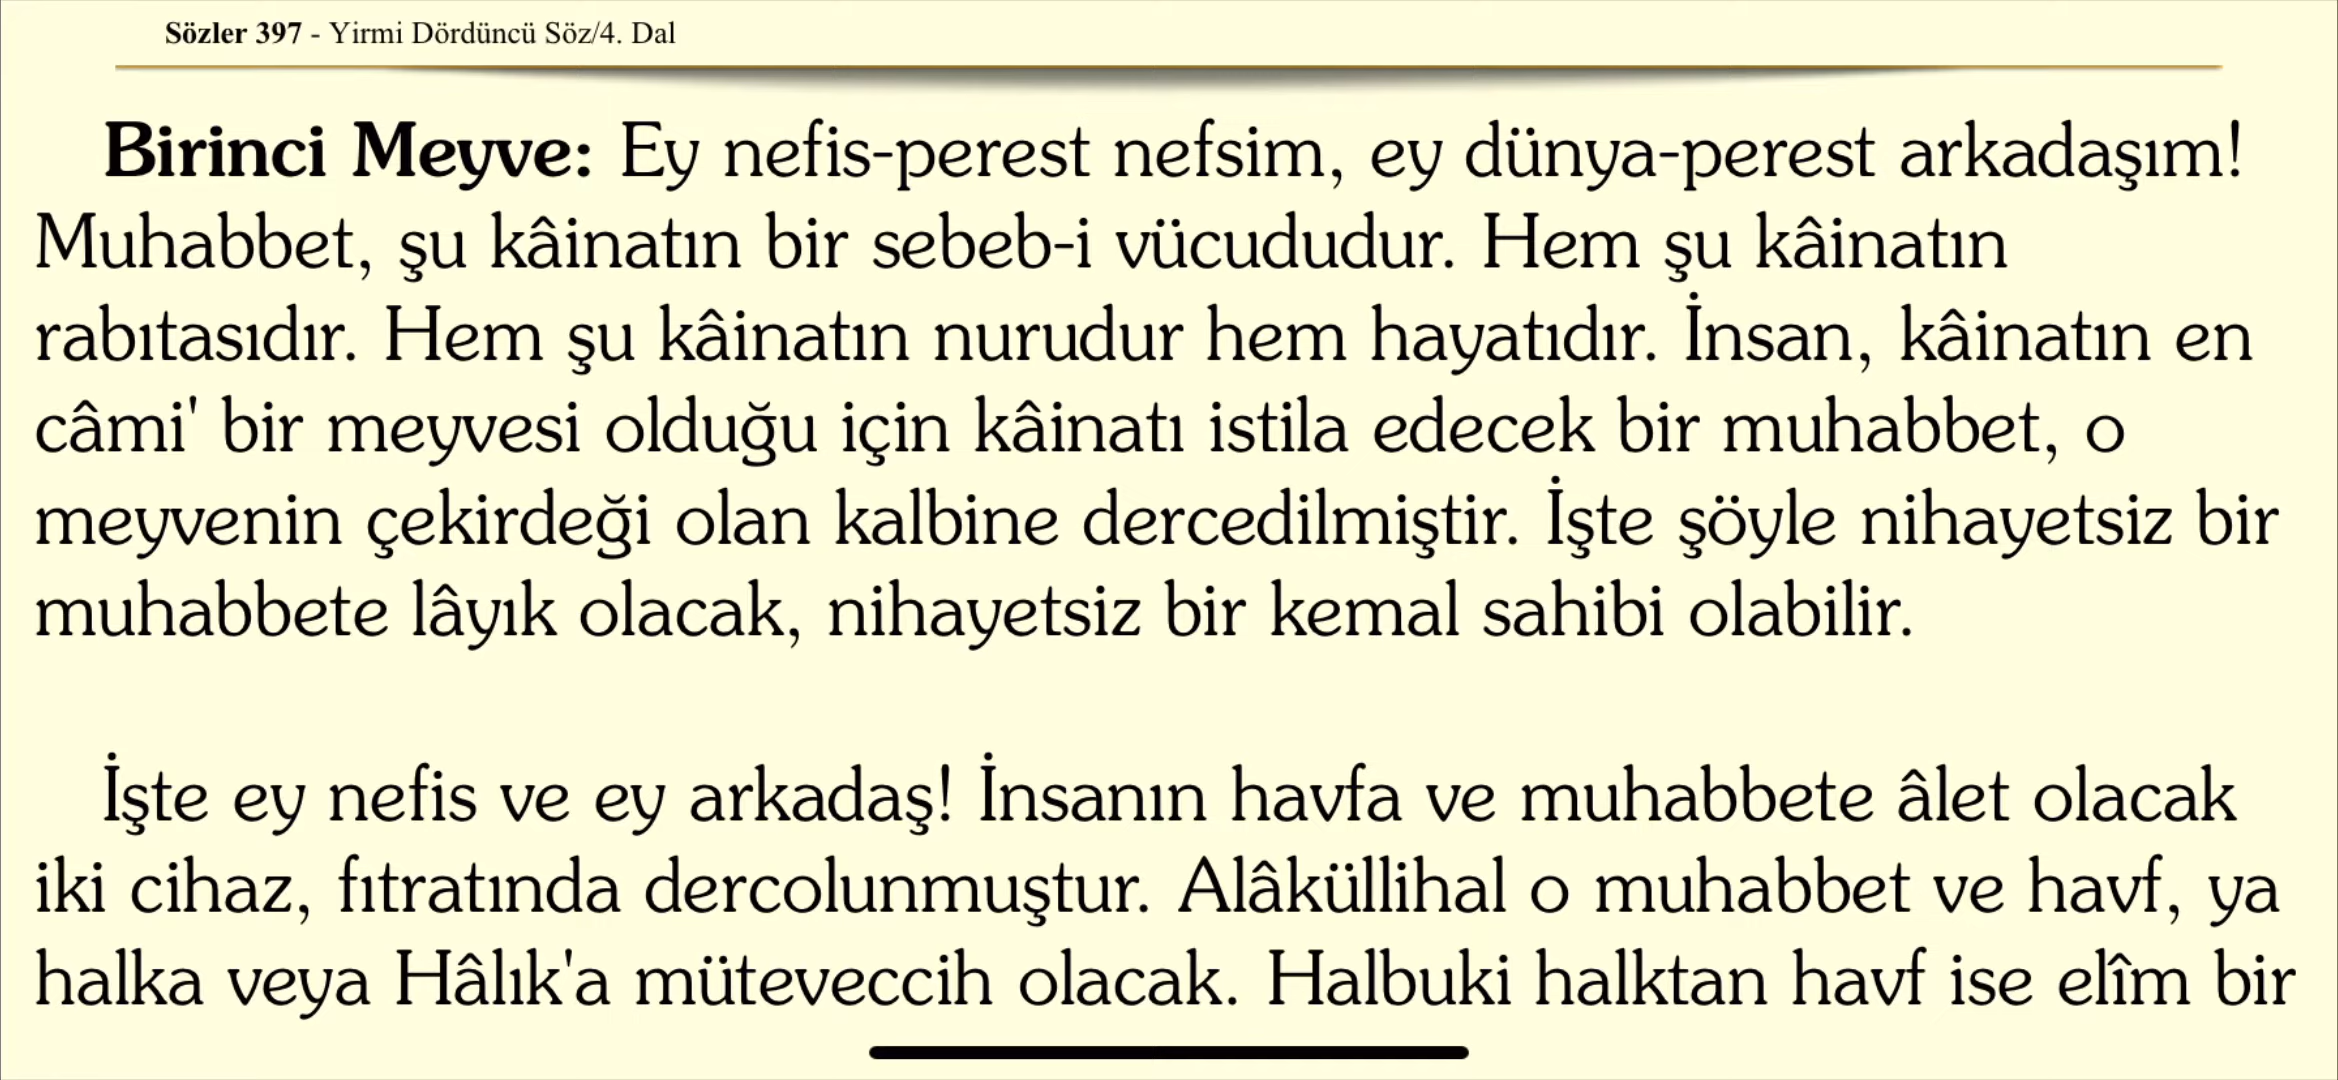 Sözler 397 - Yirmi Dördüncü Söz/4. Dal
Birinci Meyve: Ey nefis-perest nefsim, ey dünya-perest arkadaşım!
Muhabbet, şu kâinatın bir sebeb-i vücududur. Hem şu kâinatın
rabıtasıdır. Hem şu kâinatın nurudur hem hayatıdır. İnsan, kâinatın en
câmi' bir meyvesi olduğu için kâinatı istila edecek bir muhabbet, o
meyvenin çekirdeği olan kalbine dercedilmiştir. İşte şöyle nihayetsiz bir
muhabbete lâyık olacak, nihayetsiz bir kemal sahibi olabilir.
İşte ey nefis ve ey arkadaş! İnsanın havfa ve muhabbete âlet olacak
iki cihaz, fıtratında dercolunmuştur. Alâküllihal o muhabbet ve havf, ya
halka veya Hâlık'a müteveccih olacak. Halbuki halktan havf ise elîm bir